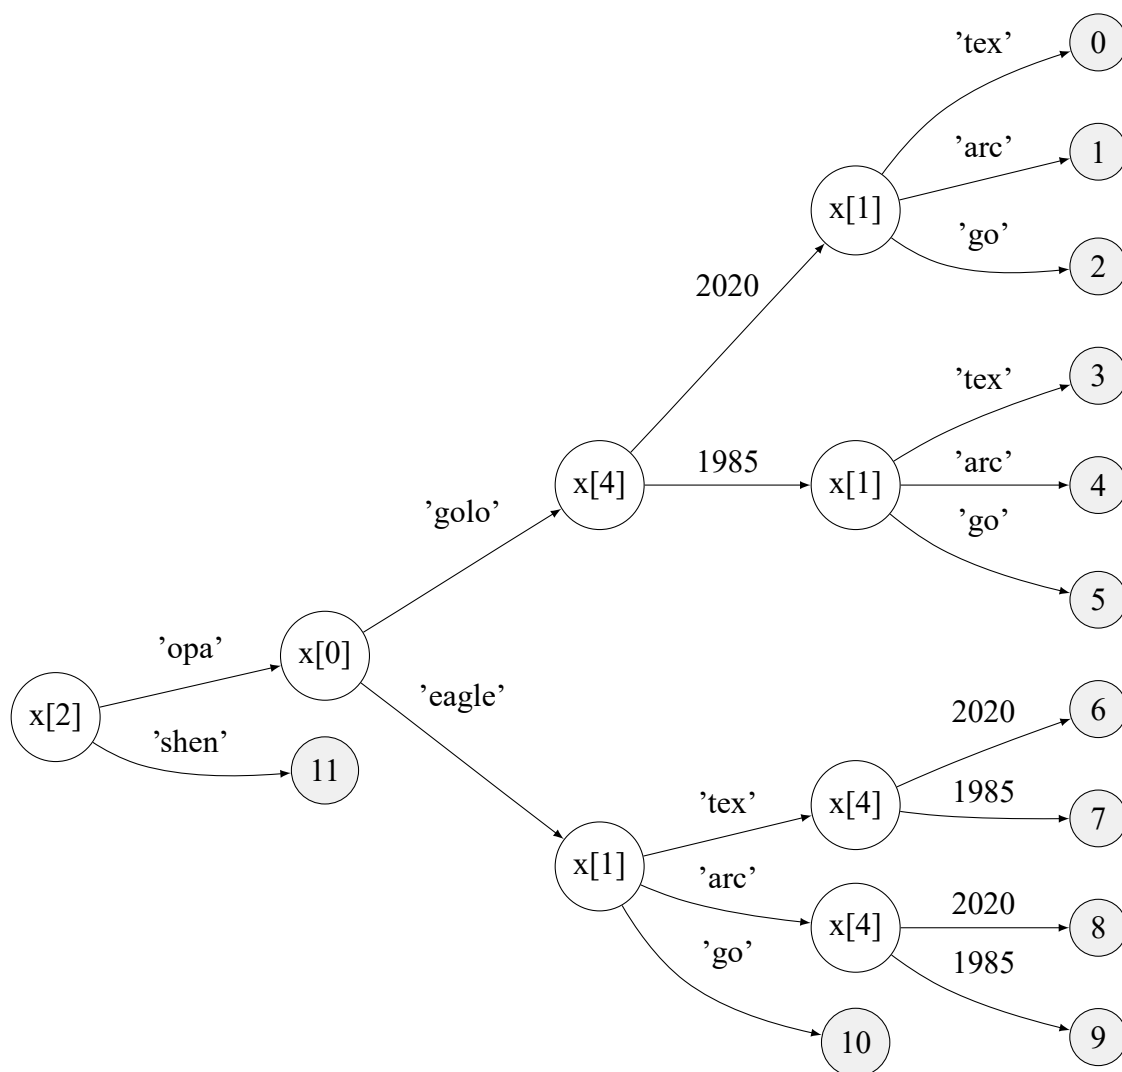 ’tex’
0
’arc’
1
x[1]
’go’
2
2020
’tex’
3
x[4]
1985
x[1]
’arc’
4
’golo’
’go’
5
’opa’
x[0]
x[2]
’eagle’
’shen’
11
2020
6
’tex’
x[4]
1985
7
x[1]
’arc’
x[4]
2020
8
’go’
1985
10
9